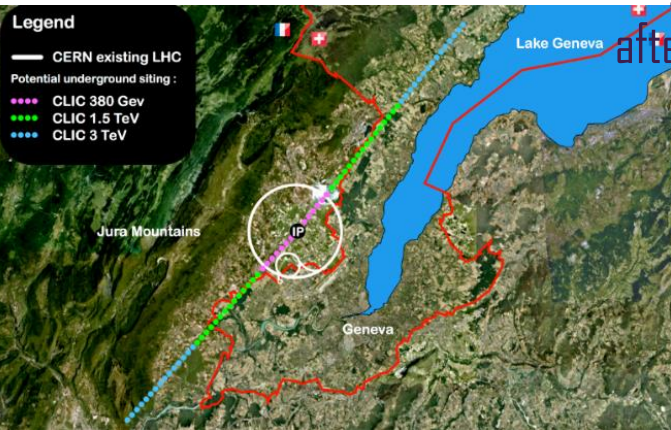 Legend
CERN existing LHC
Potential underground siting :
CLIC 380 Gev
CLIC 1.5 TeV
CLIC 3 TeV
Lake Geneva
Jura Mountains
IP
Geneva